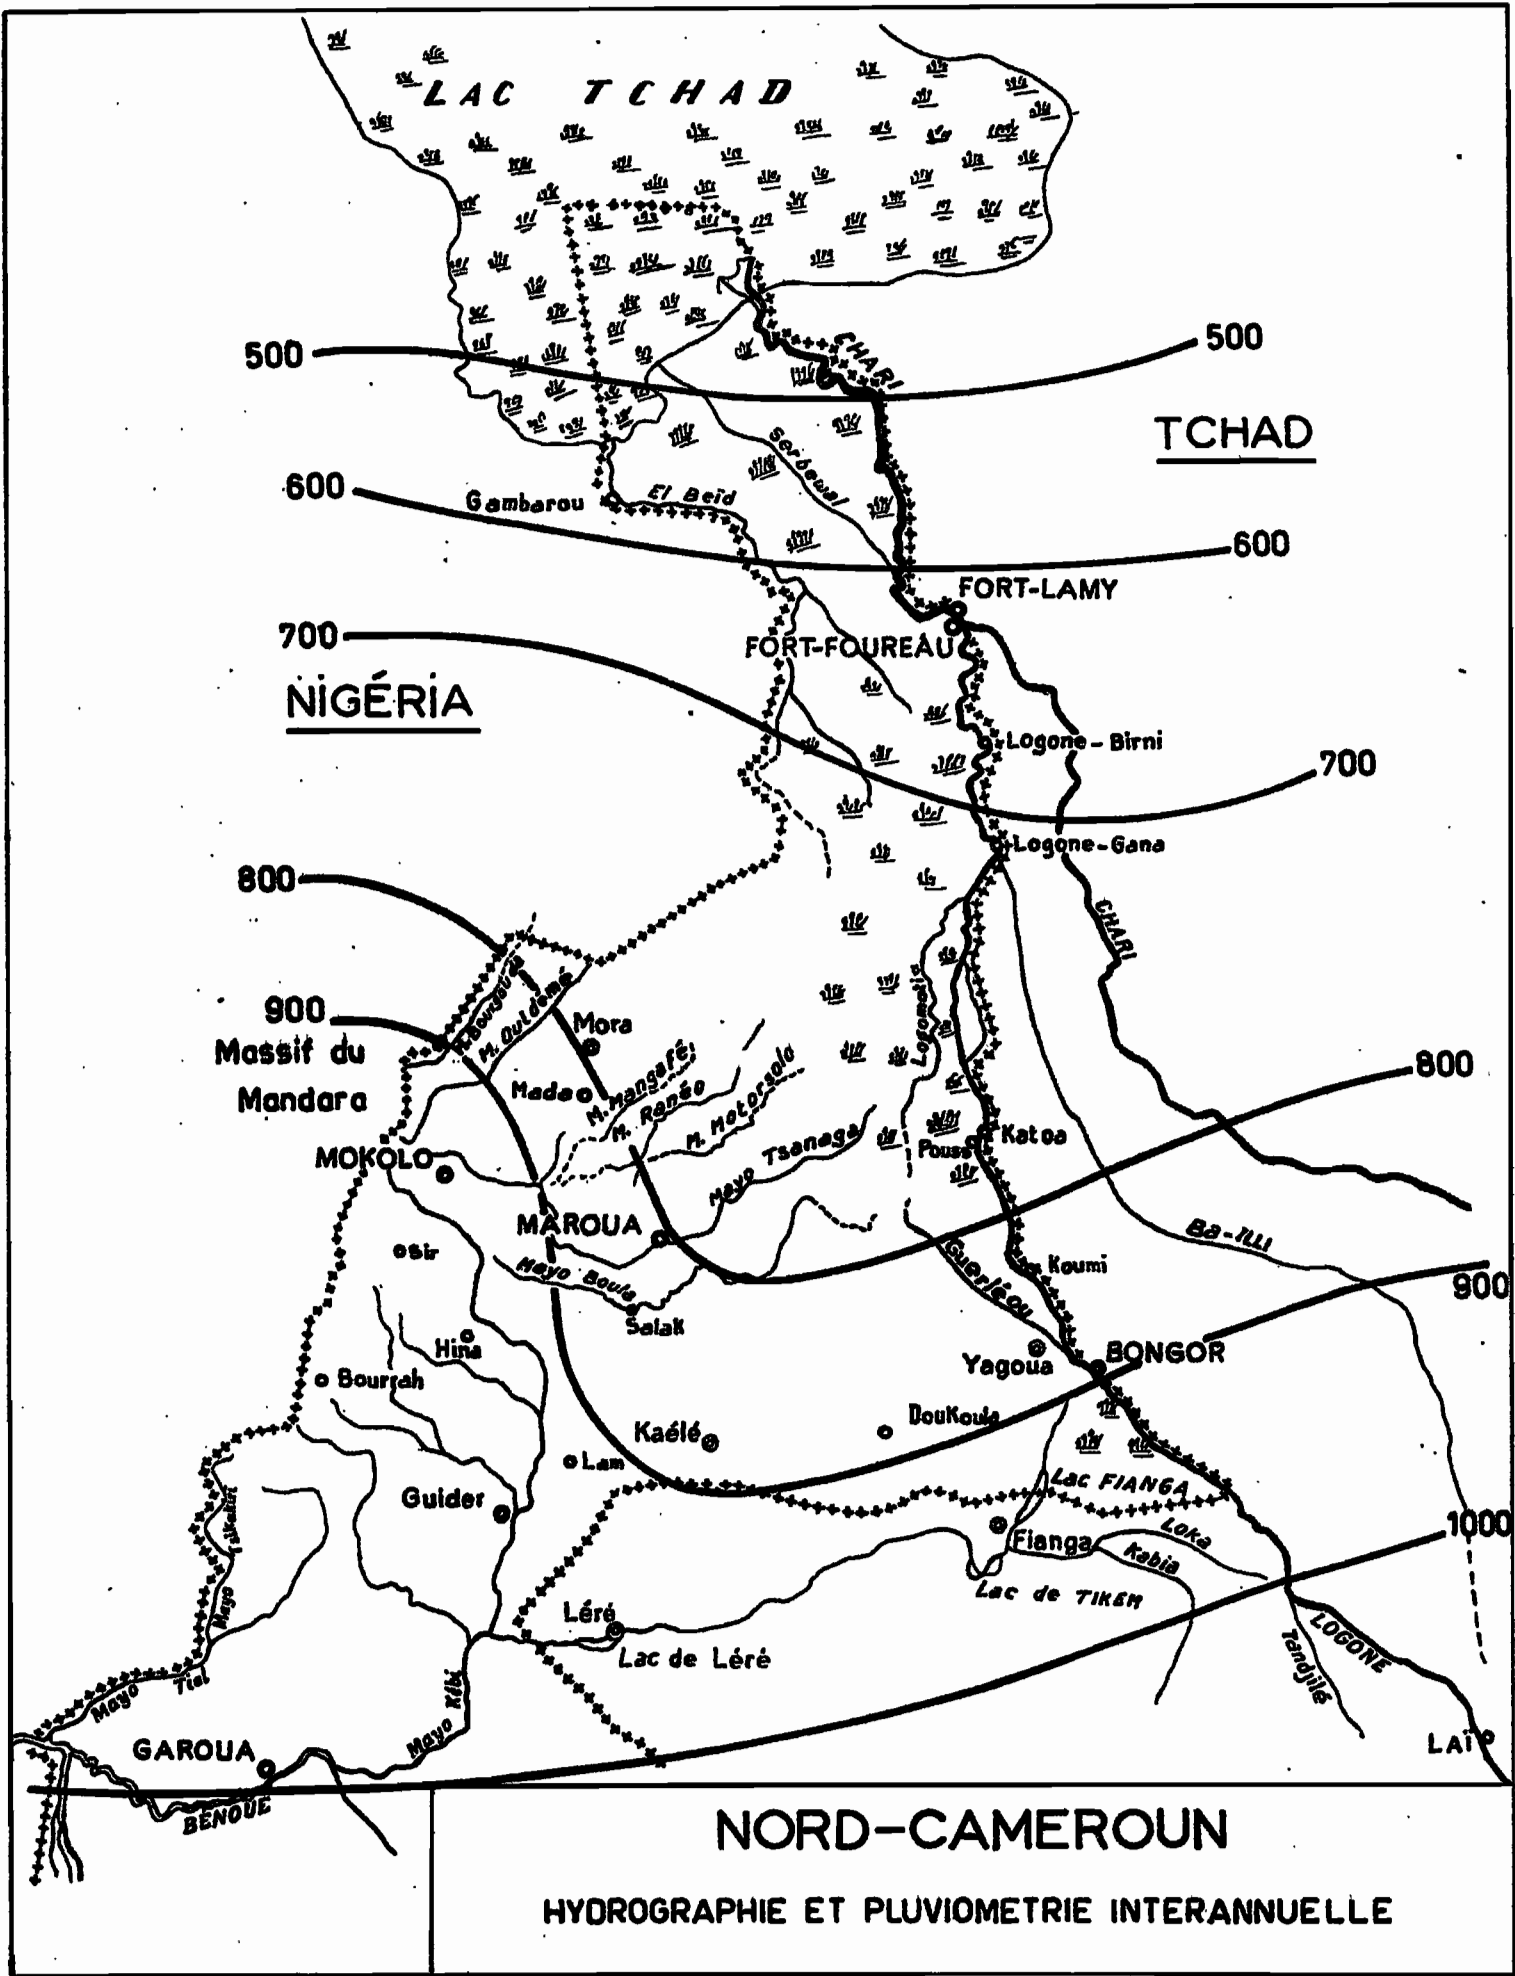 LAC TCHAD
500
CHARI
500
TCHAD
Serbewal
600
Gambarou
El Beïd
600
FORT-LAMY
700
FORT-FOUREAU
NIGÉRIA
Logone-Birni
700
Logone-Gana
800
CHARI
M. Ouldémé
Logomatia
900
Mora
Massif du
Mandara
Mada
M. Mangafé
M. Ranéo
M. Motorsolo
800
Mayo Tsanaga
Katoa
Pouss
MOKOLO
MAROUA
Sir
Mayo Boula
Guerléou
Ba-ILLI
Koumi
900
Salak
Hina
Yagoua
BONGOR
Bourrah
Kaélé
Doukoula
Lam
Lac FIANGA
Guider
Mayo Tiel
Fianga
Loka
Kabia
1000
Lac de TIKEM
Léré
Lac de Léré
LOGONE
Tandjilé
Mayo Kébi
LAÏ
GAROUA
BÉNOUÉ
NORD-CAMEROUN
HYDROGRAPHIE ET PLUVIOMETRIE INTERANNUELLE